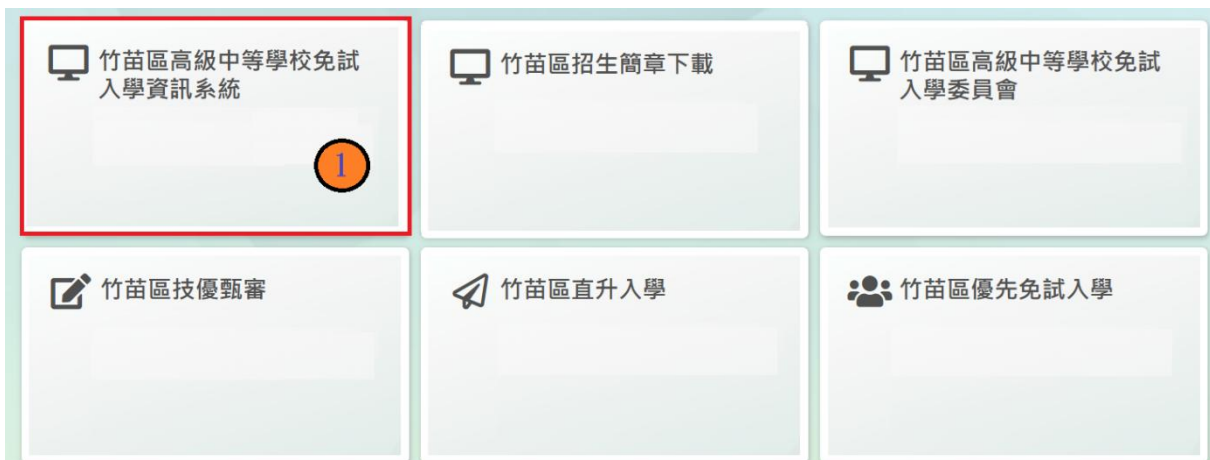 竹苗區高級中等學校免試
入學資訊系統
1
竹苗區招生簡章下載
竹苗區高級中等學校免試
入學委員會
竹苗區技優甄審
竹苗區直升入學
竹苗區優先免試入學